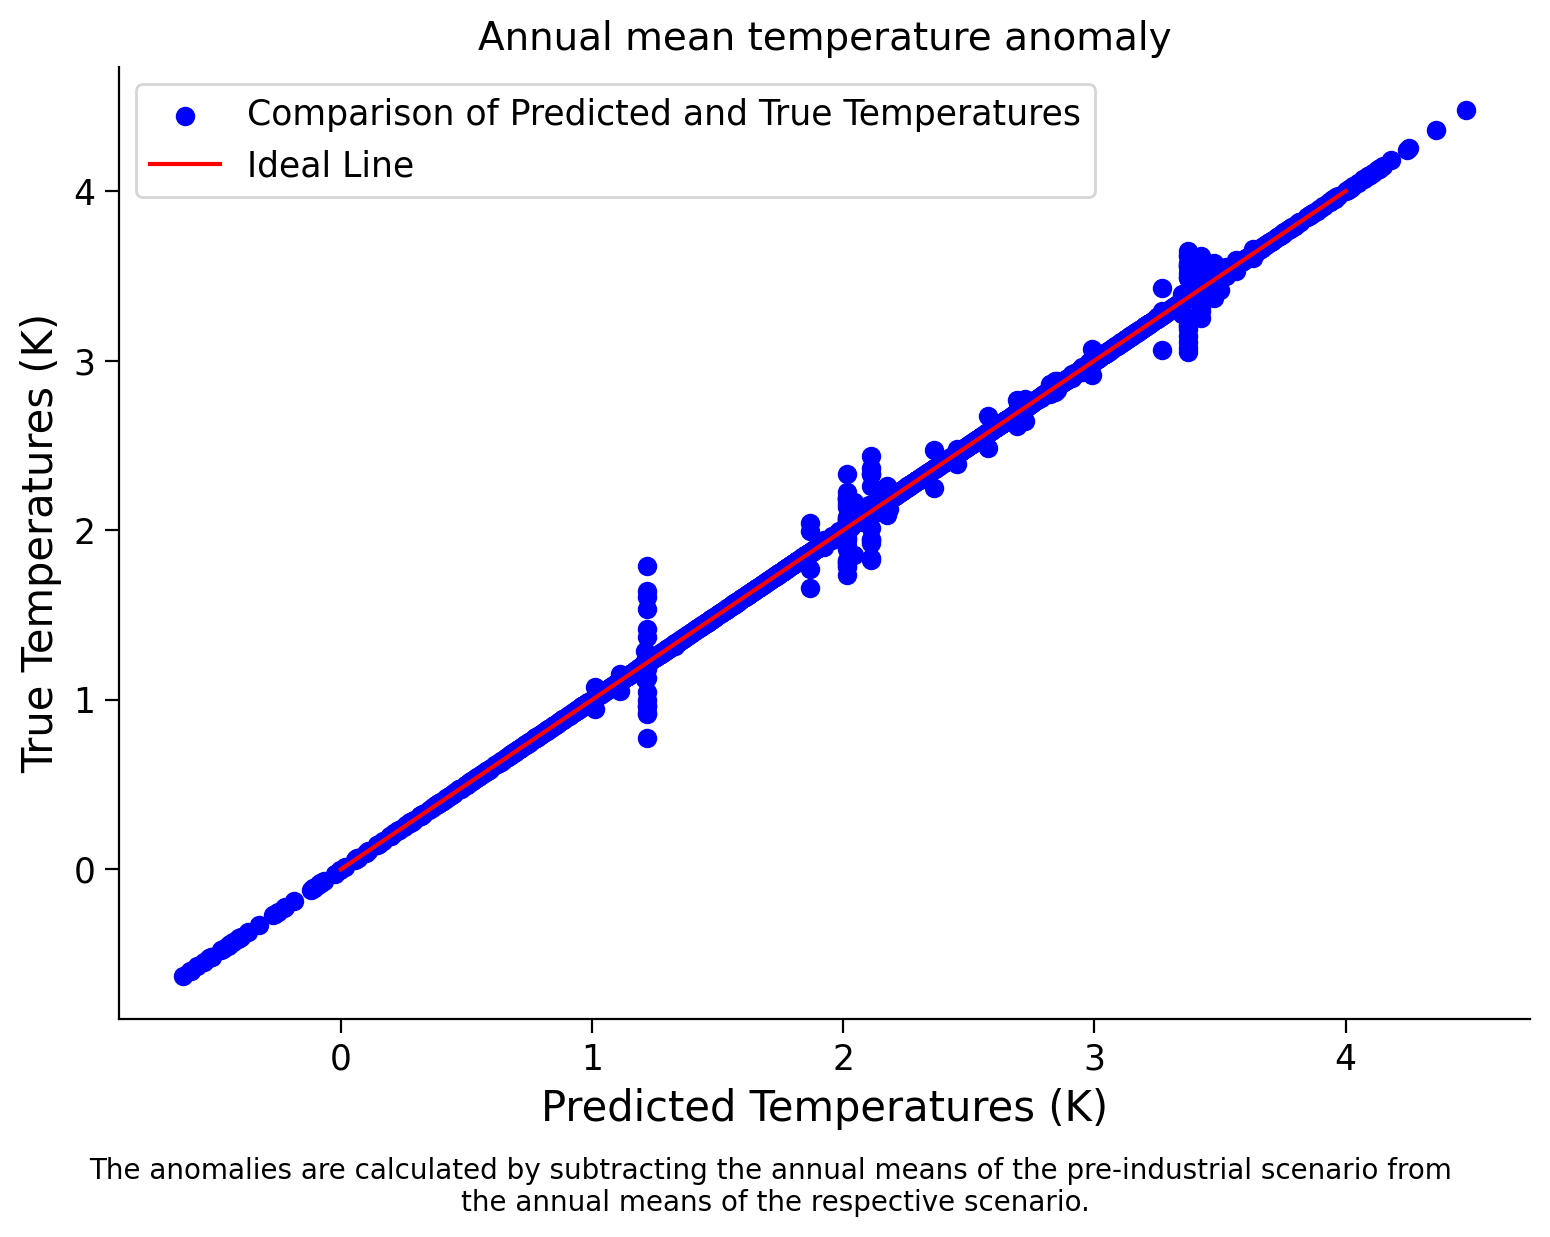 Annual mean temperature anomaly
Comparison of Predicted and True Temperatures
Ideal Line
True Temperatures (K)
4
3
2
1
0
0 1 2 3 4
Predicted Temperatures (K)
The anomalies are calculated by subtracting the annual means of the pre-industrial scenario from
the annual means of the respective scenario.